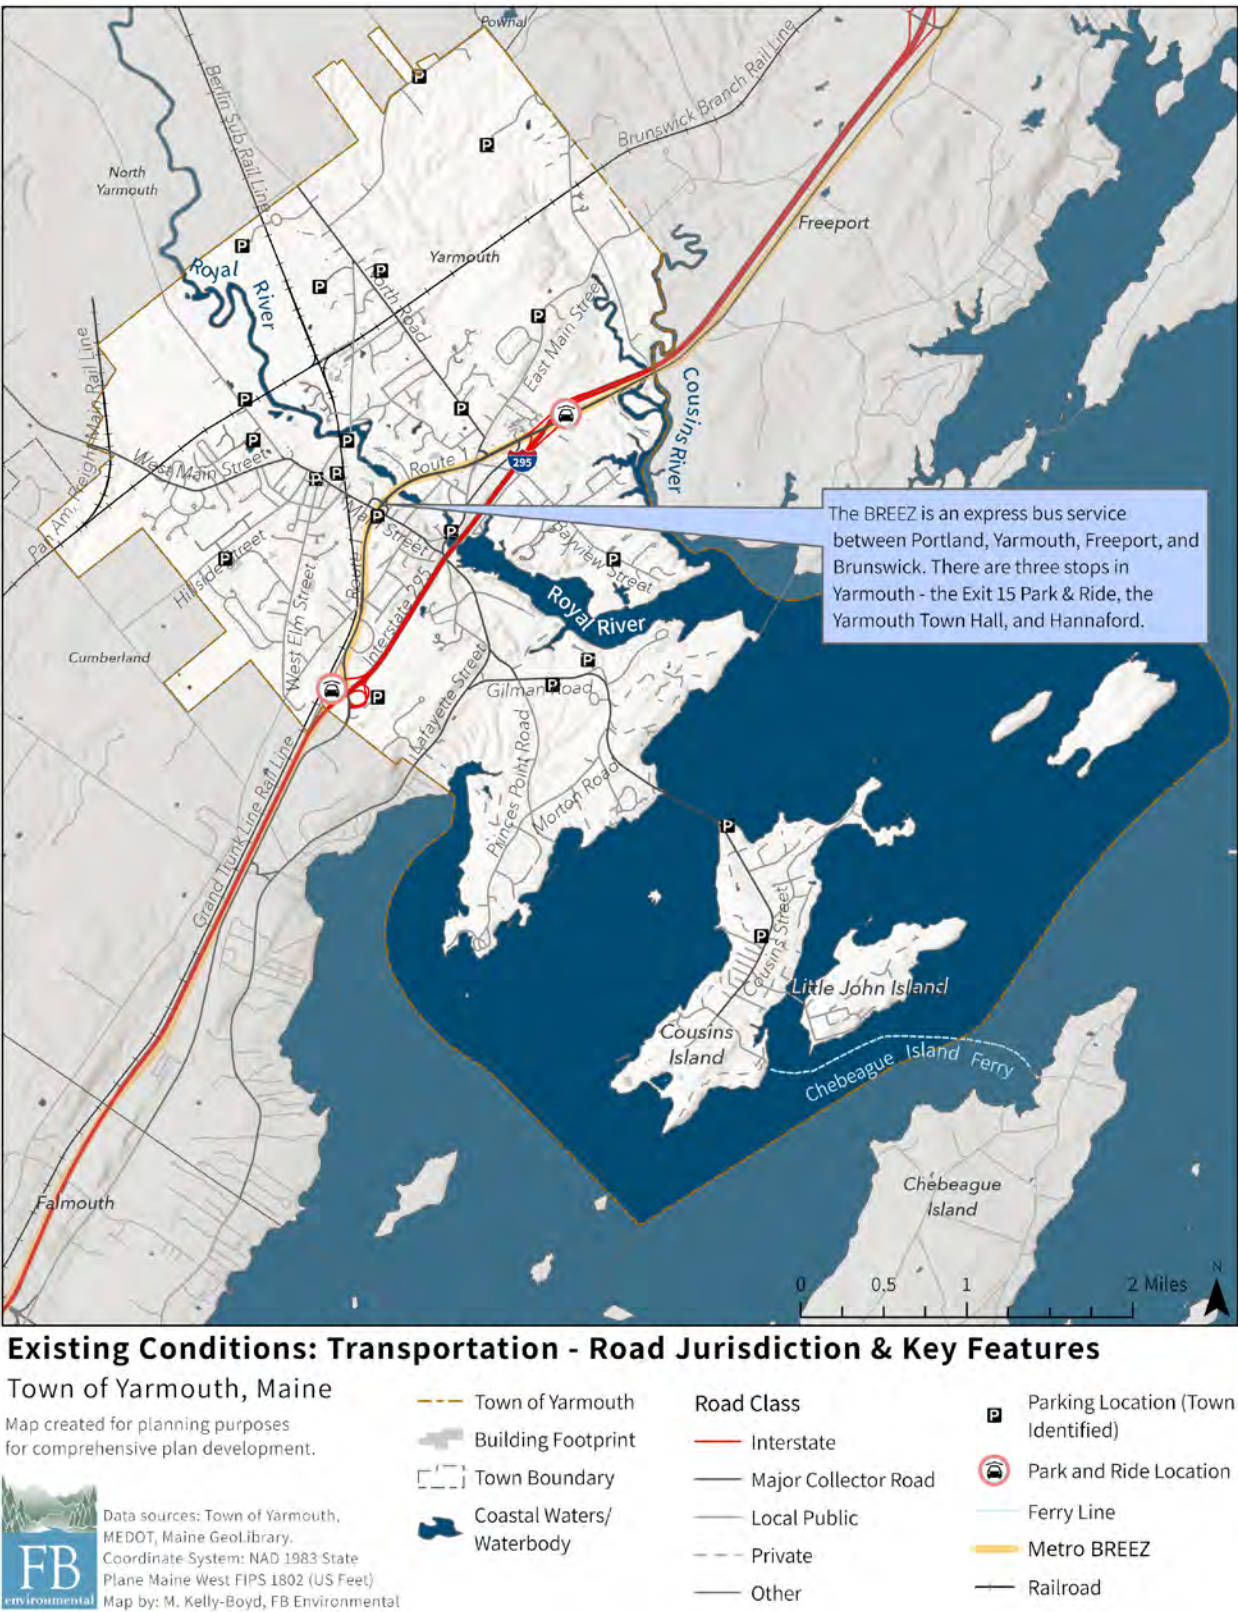 Pownal
Berlin Sub Rail Line
Brunswick Branch Rail Line
North
Yarmouth
Freeport
Yarmouth
Royal
River
North Road
East Main Street
Pan Am. Freight Main Rail Line
Cousins River
West Main Street
Route 1
295
Main Street
The BREEZ is an express bus service
between Portland, Yarmouth, Freeport, and
Brunswick. There are three stops in
Yarmouth - the Exit 15 Park & Ride, the
Yarmouth Town Hall, and Hannaford.
Hillside Street
Bayview Street
Route 1
West Elm Street
Interstate 295
Royal River
Cumberland
Lafayette Street
Gilman Road
Princes Point Road
Morton Road
Grand Trunk Line Rail Line
Cousins Street
Little John Island
Cousins
Island
Chebeague Island Ferry
Falmouth
Chebeague
Island
0 0.5 1 2 Miles
N
Existing Conditions: Transportation - Road Jurisdiction & Key Features
Town of Yarmouth, Maine
Map created for planning purposes
for comprehensive plan development.
FB
environmental
Data sources: Town of Yarmouth,
MEDOT, Maine GeoLibrary.
Coordinate System: NAD 1983 State
Plane Maine West FIPS 1802 (US Feet)
Map by: M. Kelly-Boyd, FB Environmental
Town of Yarmouth
Building Footprint
Town Boundary
Coastal Waters/
Waterbody
Road Class
Interstate
Major Collector Road
Local Public
Private
Other
P
Parking Location (Town
Identified)
Park and Ride Location
Ferry Line
Metro BREEZ
Railroad